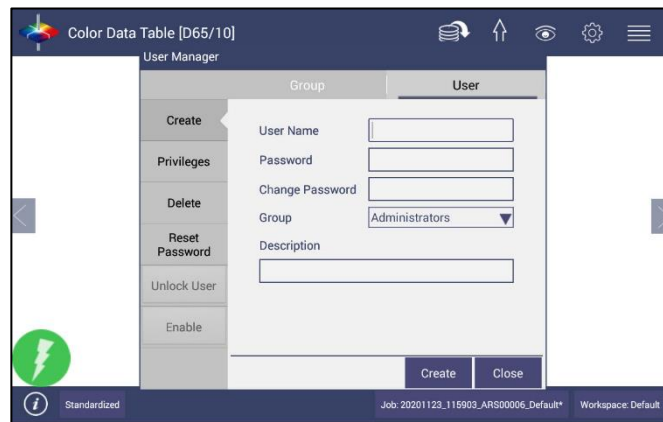 Color Data Table [D65/10]
User Manager
Group
User
Create
Privileges
Delete
Reset
Password
Unlock User
Enable
User Name
Password
Change Password
Group
Administrators
Description
Create
Close
Standardized
Job: 20201123_115903_ARS00006_Default*
Workspace: Default